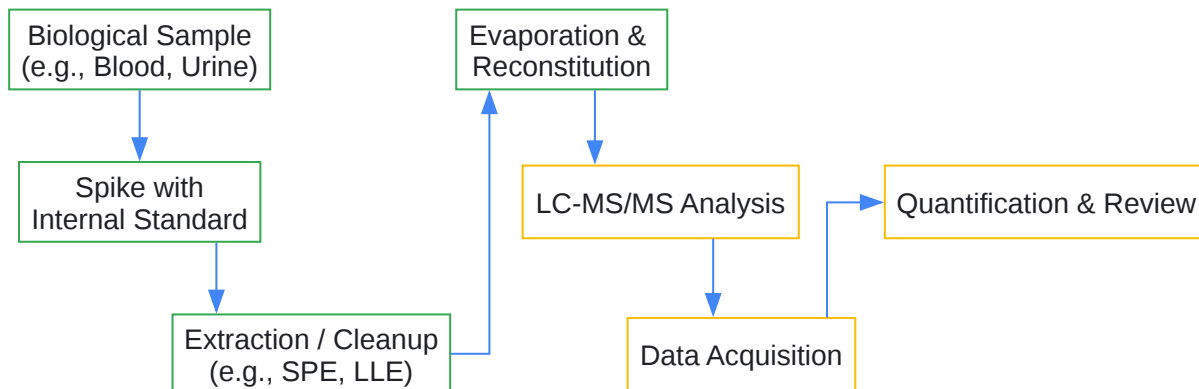 Biological Sample
(e.g., Blood, Urine)
Spike with
Internal Standard
Extraction / Cleanup
(e.g., SPE, LLE)
Evaporation &
Reconstitution
LC-MS/MS Analysis
Data Acquisition
Quantification & Review